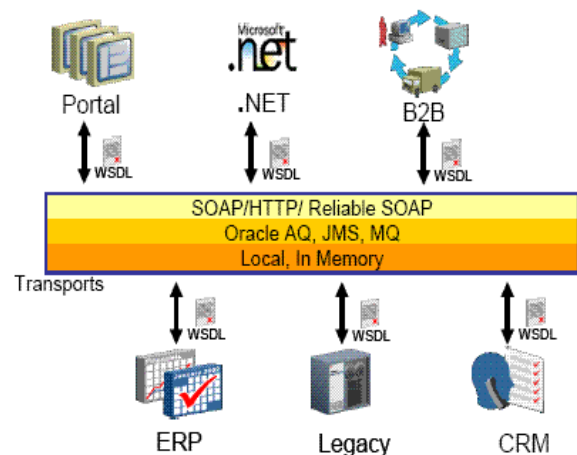 Microsoft
.net
Portal
.NET
B2B
WSDL
WSDL
WSDL
SOAP/HTTP/ Reliable SOAP
Oracle AQ, JMS, MQ
Local, In Memory
Transports
WSDL
WSDL
WSDL
ERP
Legacy
CRM